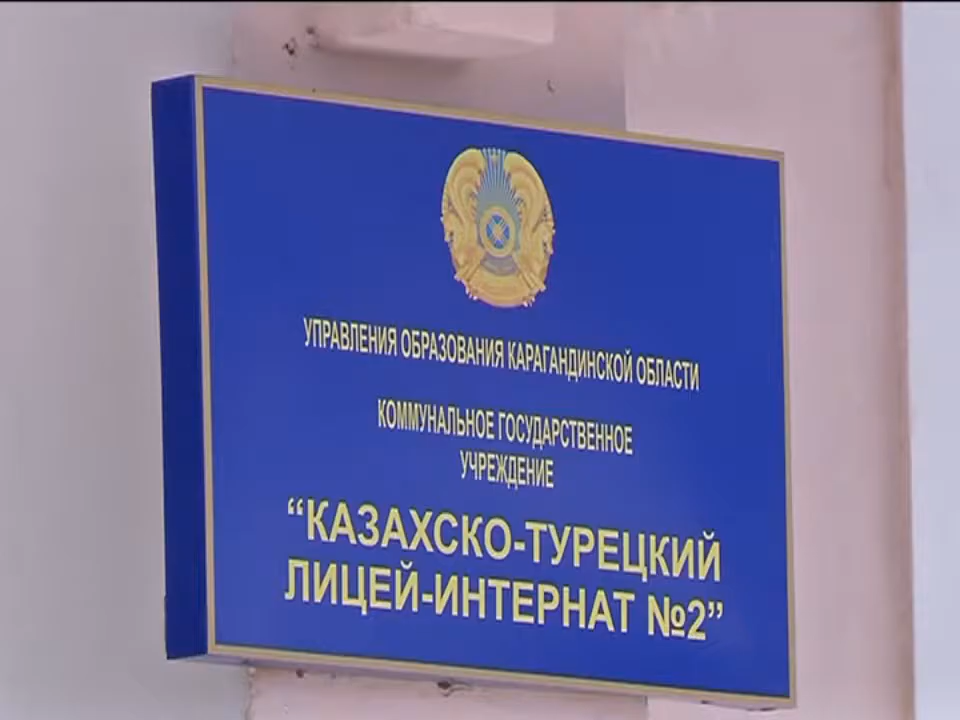 УПРАВЛЕНИЯ ОБРАЗОВАНИЯ КАРАГАНДИНСКОЙ ОБЛАСТИ
КОММУНАЛЬНОЕ ГОСУДАРСТВЕННОЕ
УЧРЕЖДЕНИЕ
“КАЗАХСКО-ТУРЕЦКИЙ
ЛИЦЕЙ-ИНТЕРНАТ №2”